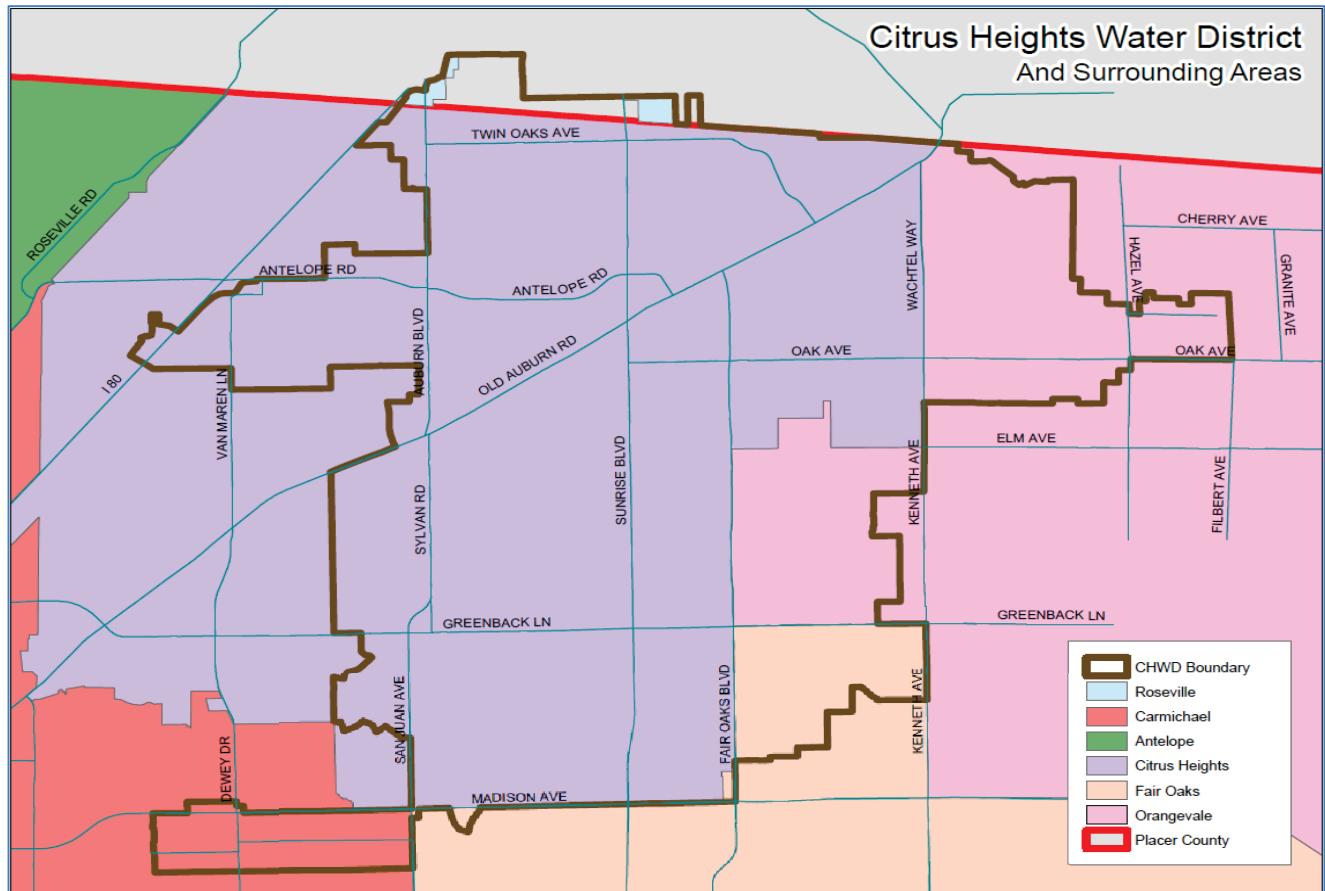 Citrus Heights Water District
And Surrounding Areas
TWIN OAKS AVE
ROSEVILLE RD
CHERRY AVE
WACHTEL WAY
HAZEL AVE
GRANITE AVE
ANTELOPE RD
ANTELOPE RD
AUBURN BLVD
OLD AUBURN RD
OAK AVE
OAK AVE
I 80
VAN MAREN LN
SYLVAN RD
SUNRISE BLVD
KENNETH AVE
ELM AVE
FILBERT AVE
GREENBACK LN
GREENBACK LN
SAN JUAN AVE
FAIR OAKS BLVD
KENNETH AVE
DEWEY DR
MADISON AVE
CHWD Boundary
Roseville
Carmichael
Antelope
Citrus Heights
Fair Oaks
Orangevale
Placer County